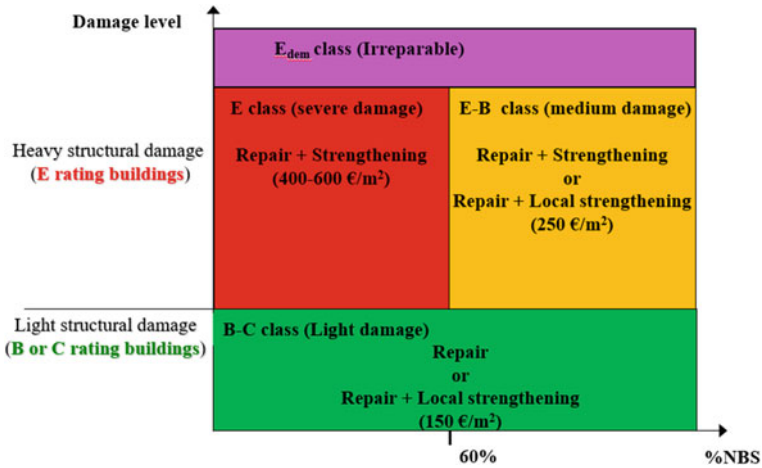 Damage level
E_dem class (Irreparable)
E class (severe damage)
Repair + Strengthening
(400-600 €/m²)
E-B class (medium damage)
Repair + Strengthening
or
Repair + Local strengthening
(250 €/m²)
Heavy structural damage
(E rating buildings)
Light structural damage
(B or C rating buildings)
B-C class (Light damage)
Repair
or
Repair + Local strengthening
(150 €/m²)
60%
%NBS